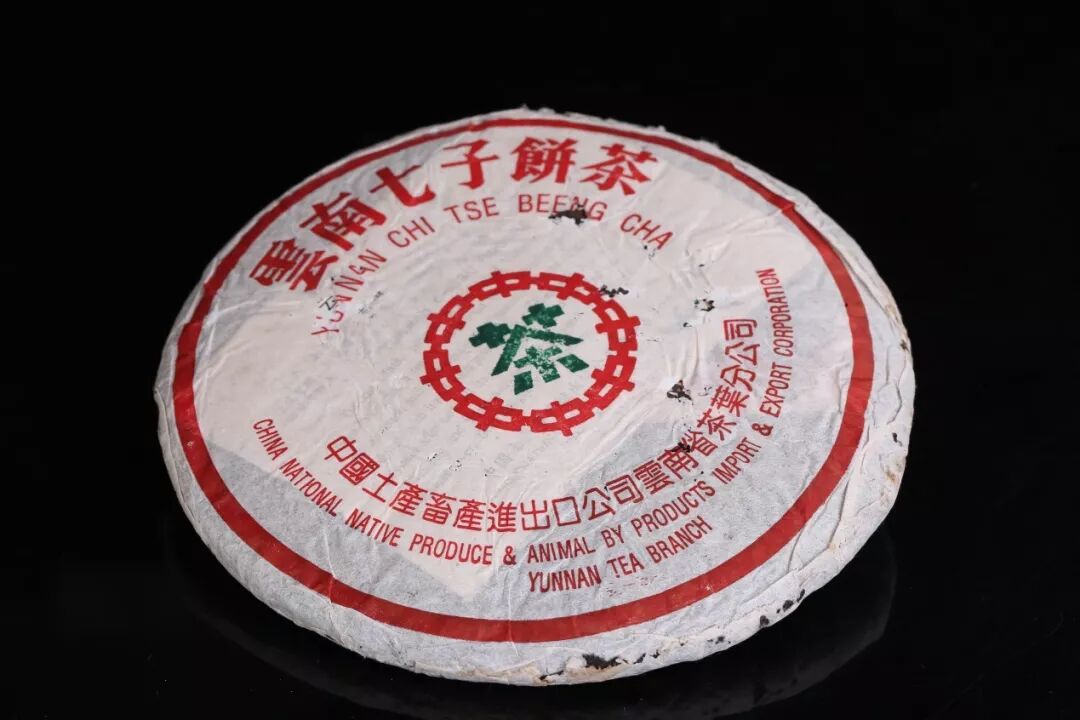 雲南七子餅茶
YUNNAN CHI TSE BEENG CHA
茶
中國土產畜產進出口公司雲南省茶葉分公司
CHINA NATIONAL NATIVE PRODUCE & ANIMAL BY PRODUCTS IMPORT & EXPORT CORPORATION
YUNNAN TEA BRANCH